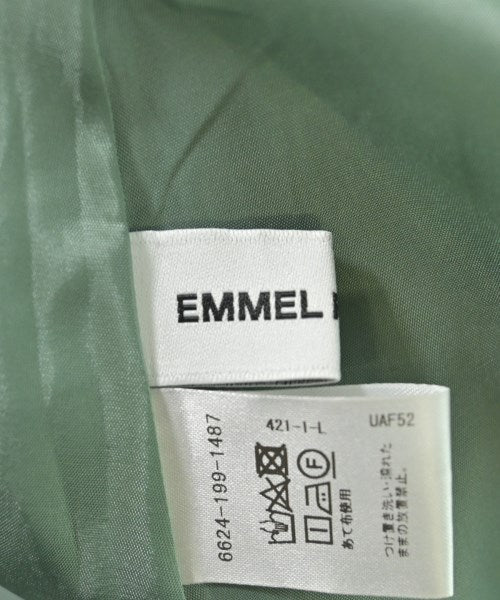 EMMEL
421-1-L
UAF52
6624-199-1487
F
あて布使用
つけ置き洗い・濡れた
ままの放置禁止。